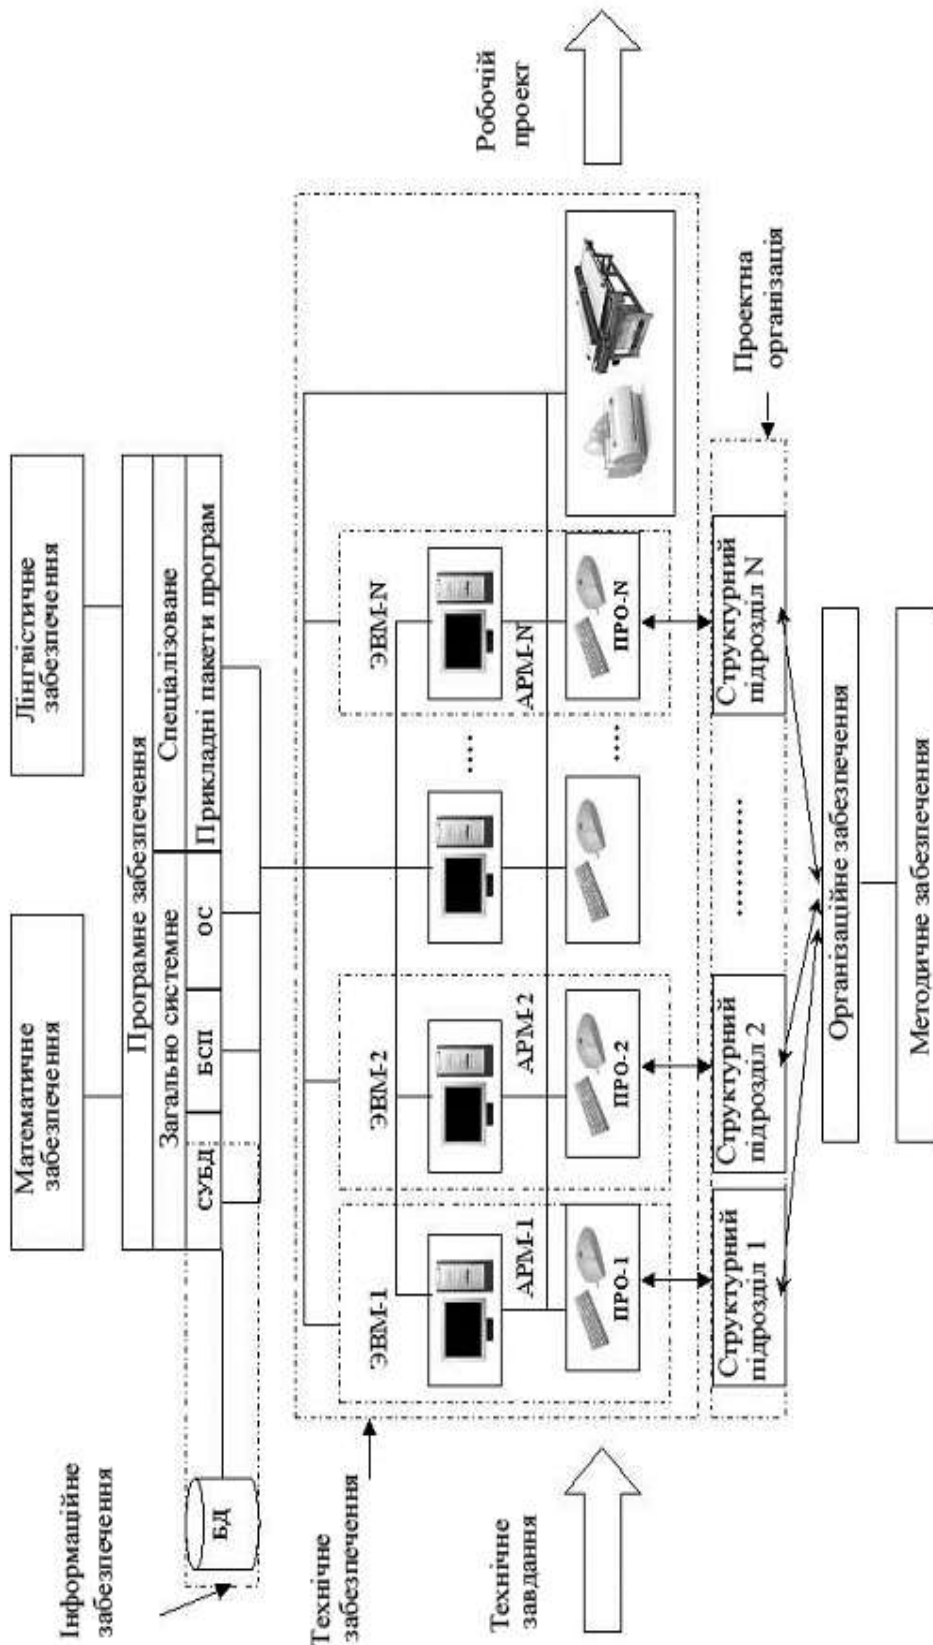 Математичне
забезпечення
Лінгвістичне
забезпечення
Програмне забезпечення
Загально системне
Спеціалізоване
СУБД
БСП
ОС
Прикладні пакети програм
Інформаційне
забезпечення
БД
Технічне
забезпечення
ЭВМ-1
ЭВМ-2
ЭВМ-N
....
АРМ-1
АРМ-2
АРМ-N
ПРО-1
ПРО-2
....
ПРО-N
Технічне
завдання
Робочій
проект
Структурний
підрозділ 1
Структурний
підрозділ 2
...........
Структурний
підрозділ N
Проектна
організація
Організаційне забезпечення
Методичне забезпечення